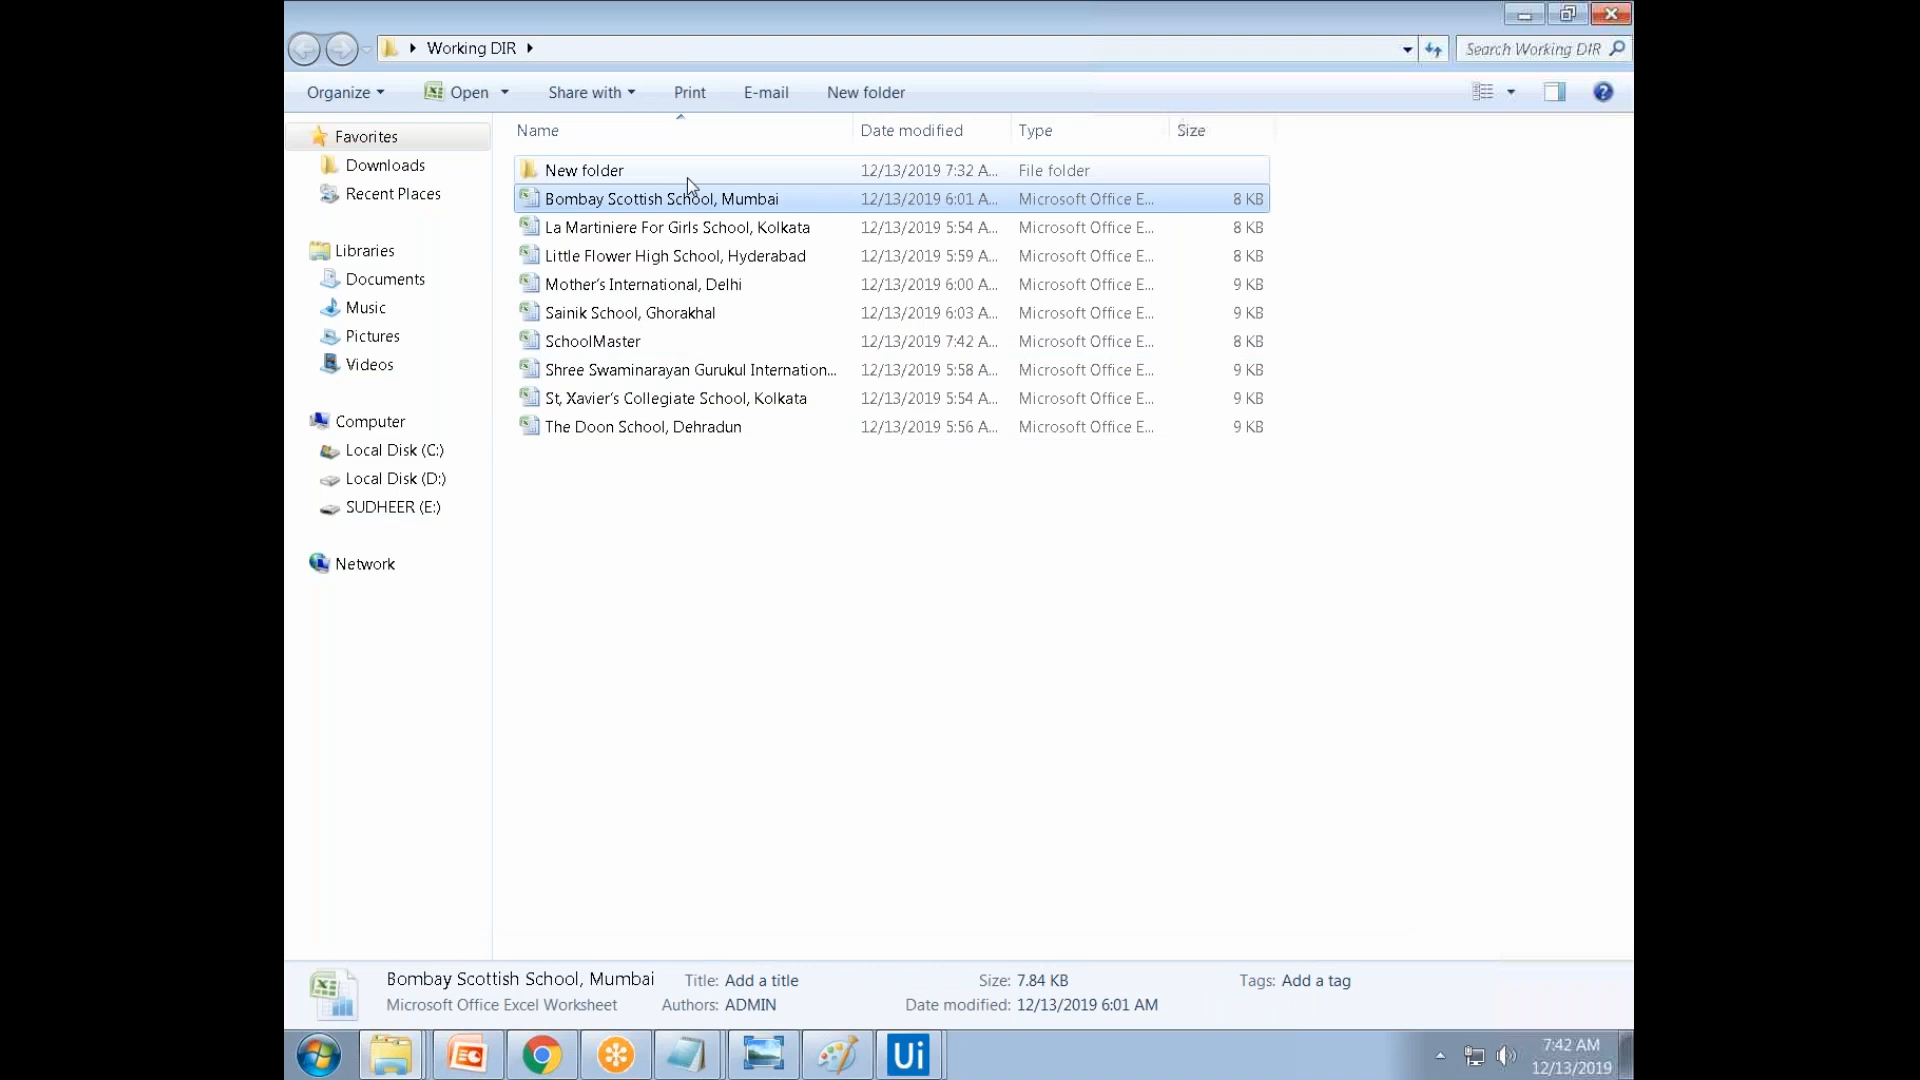 Working DIR
Search Working DIR
Organize Open Share with Print E-mail New folder
Name Date modified Type Size
Favorites
Downloads
Recent Places
Libraries
Documents
Music
Pictures
Videos
Computer
Local Disk (C:)
Local Disk (D:)
SUDHEER (E:)
Network
New folder 12/13/2019 7:32 A... File folder
Bombay Scottish School, Mumbai 12/13/2019 6:01 A... Microsoft Office E... 8 KB
La Martiniere For Girls School, Kolkata 12/13/2019 5:54 A... Microsoft Office E... 8 KB
Little Flower High School, Hyderabad 12/13/2019 5:59 A... Microsoft Office E... 8 KB
Mother's International, Delhi 12/13/2019 6:00 A... Microsoft Office E... 9 KB
Sainik School, Ghorakhal 12/13/2019 6:03 A... Microsoft Office E... 9 KB
SchoolMaster 12/13/2019 7:42 A... Microsoft Office E... 8 KB
Shree Swaminarayan Gurukul Internation... 12/13/2019 5:58 A... Microsoft Office E... 9 KB
St, Xavier's Collegiate School, Kolkata 12/13/2019 5:54 A... Microsoft Office E... 9 KB
The Doon School, Dehradun 12/13/2019 5:56 A... Microsoft Office E... 9 KB
Bombay Scottish School, Mumbai Title: Add a title Size: 7.84 KB Tags: Add a tag
Microsoft Office Excel Worksheet Authors: ADMIN Date modified: 12/13/2019 6:01 AM
Ui
7:42 AM
12/13/2019